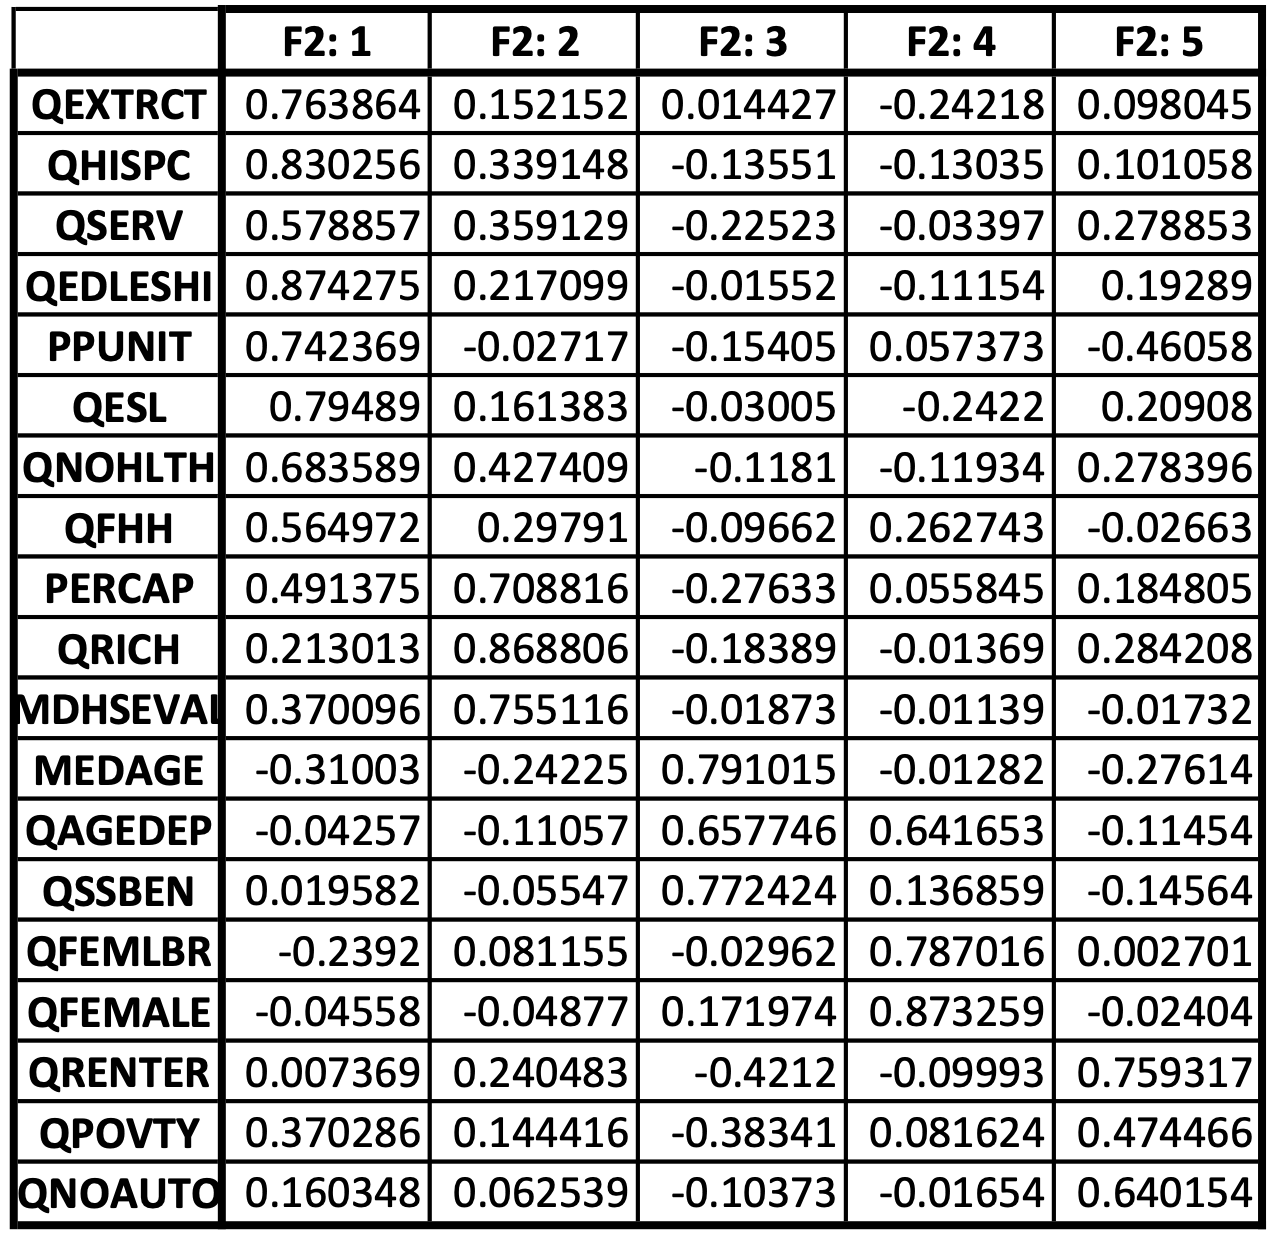 F2: 1 F2: 2 F2: 3 F2: 4 F2: 5
QEXTRCT 0.763864 0.152152 0.014427 -0.24218 0.098045
QHISPC 0.830256 0.339148 -0.13551 -0.13035 0.101058
QSERV 0.578857 0.359129 -0.22523 -0.03397 0.278853
QEDLESHI 0.874275 0.217099 -0.01552 -0.11154 0.19289
PPUNIT 0.742369 -0.02717 -0.15405 0.057373 -0.46058
QESL 0.79489 0.161383 -0.03005 -0.2422 0.20908
QNOHLTH 0.683589 0.427409 -0.1181 -0.11934 0.278396
QFHH 0.564972 0.29791 -0.09662 0.262743 -0.02663
PERCAP 0.491375 0.708816 -0.27633 0.055845 0.184805
QRICH 0.213013 0.868806 -0.18389 -0.01369 0.284208
MDHSEVAL 0.370096 0.755116 -0.01873 -0.01139 -0.01732
MEDAGE -0.31003 -0.24225 0.791015 -0.01282 -0.27614
QAGEDEP -0.04257 -0.11057 0.657746 0.641653 -0.11454
QSSBEN 0.019582 -0.05547 0.772424 0.136859 -0.14564
QFEMLBR -0.2392 0.081155 -0.02962 0.787016 0.002701
QFEMALE -0.04558 -0.04877 0.171974 0.873259 -0.02404
QRENTER 0.007369 0.240483 -0.4212 -0.09993 0.759317
QPOVTY 0.370286 0.144416 -0.38341 0.081624 0.474466
QNOAUTO 0.160348 0.062539 -0.10373 -0.01654 0.640154